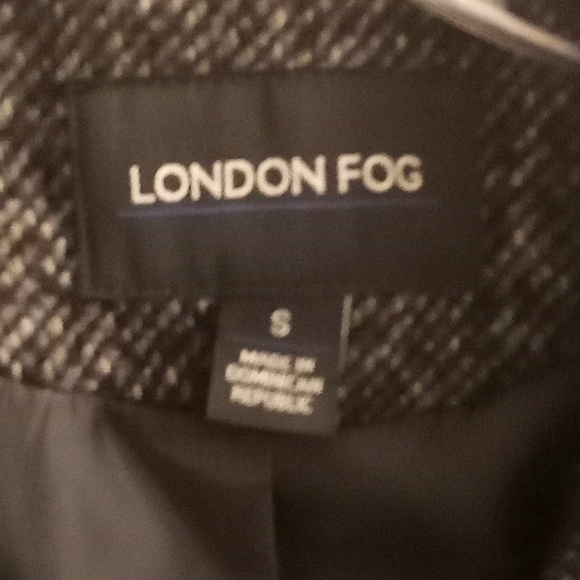 LONDON FOG
S
MADE IN
DOMINICAN
REPUBLIC